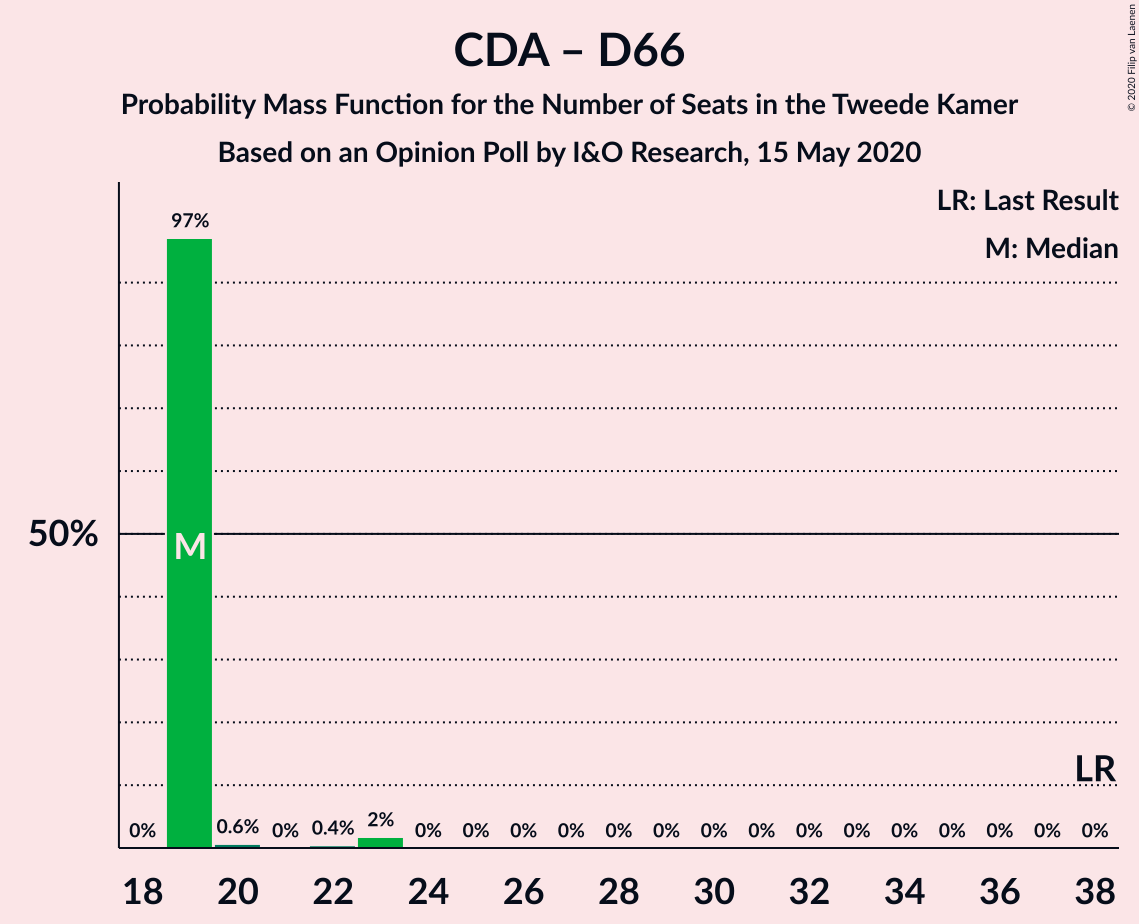 CDA – D66
Probability Mass Function for the Number of Seats in the Tweede Kamer
Based on an Opinion Poll by I&O Research, 15 May 2020
© 2020 Filip van Laenen
LR: Last Result
M: Median
97%
50%
M
LR
0% 0.6% 0% 0.4% 2% 0% 0% 0% 0% 0% 0% 0% 0% 0% 0% 0% 0% 0% 0% 0%
18 20 22 24 26 28 30 32 34 36 38